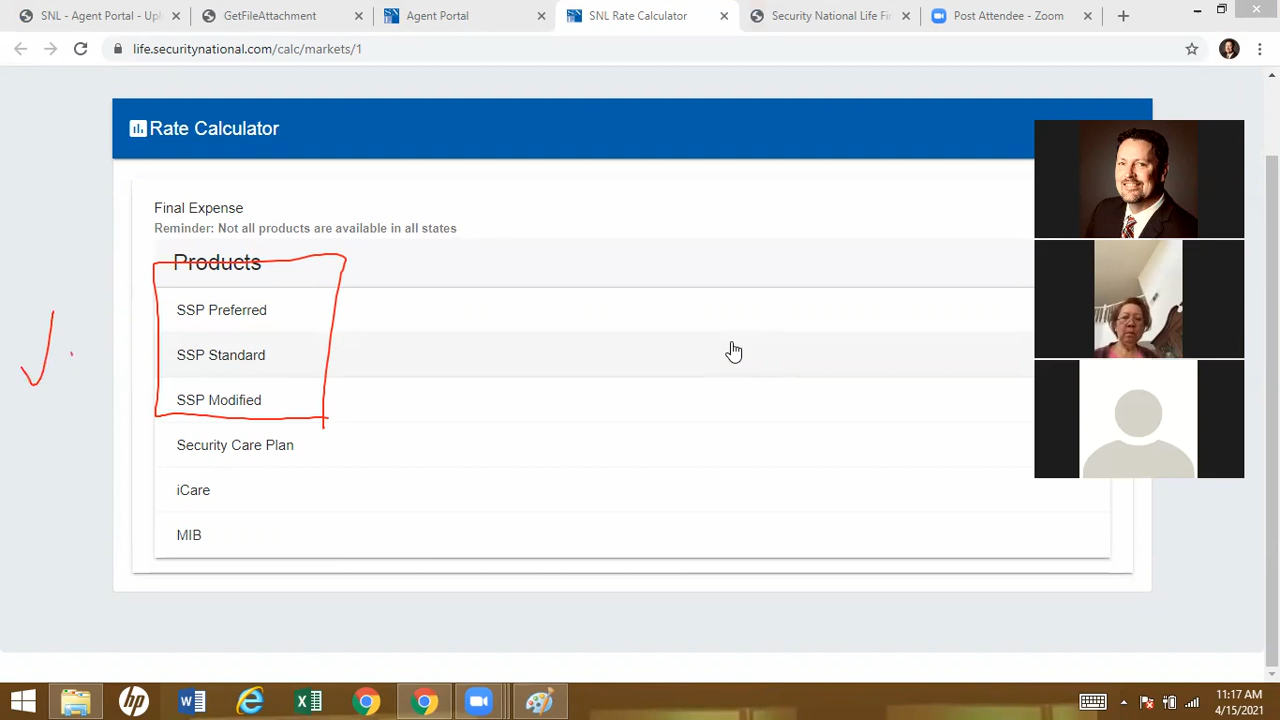 SNL - Agent Portal - Upl
GetFileAttachment
Agent Portal
SNL Rate Calculator
Security National Life Fi
Post Attendee - Zoom
life.securitynational.com/calc/markets/1
Rate Calculator
Final Expense
Reminder: Not all products are available in all states
Products
SSP Preferred
SSP Standard
SSP Modified
Security Care Plan
iCare
MIB
11:17 AM
4/15/2021